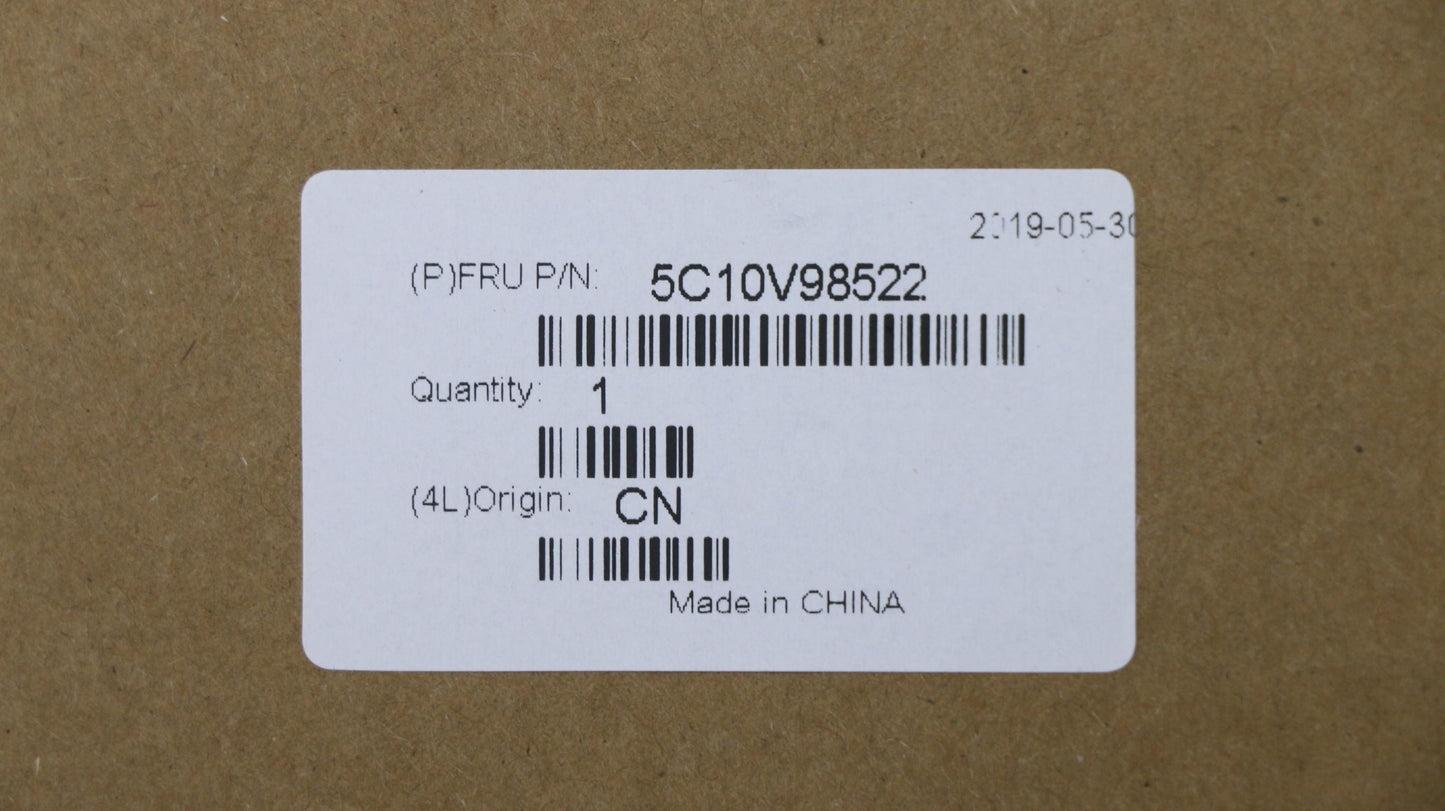 2019-05-30
(P)FRU P/N: 5C10V98522
Quantity: 1
(4L)Origin: CN
Made in CHINA